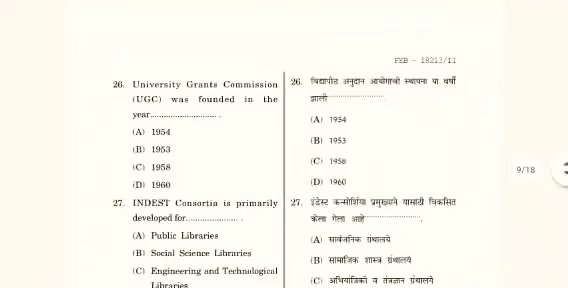 FEB – 18213/II
26. University Grants Commission
(UGC) was founded in the
year............................. .
(A) 1954
(B) 1953
(C) 1958
(D) 1960
27. INDEST Consortia is primarily
developed for...................... .
(A) Public Libraries
(B) Social Science Libraries
(C) Engineering and Technological
Libraries
26. विद्यापीठ अनुदान आयोगाची स्थापना या वर्षी
झाली.........................
(A) 1954
(B) 1953
(C) 1958
(D) 1960
27. इंडेस्ट कन्सोर्शिया प्रमुख्याने यासाठी विकसित
केला गेला आहे......................... .
(A) सार्वजनिक ग्रंथालये
(B) सामाजिक शास्त्र ग्रंथालये
(C) अभियांत्रिकी व तंत्रज्ञान ग्रंथालये
9/18